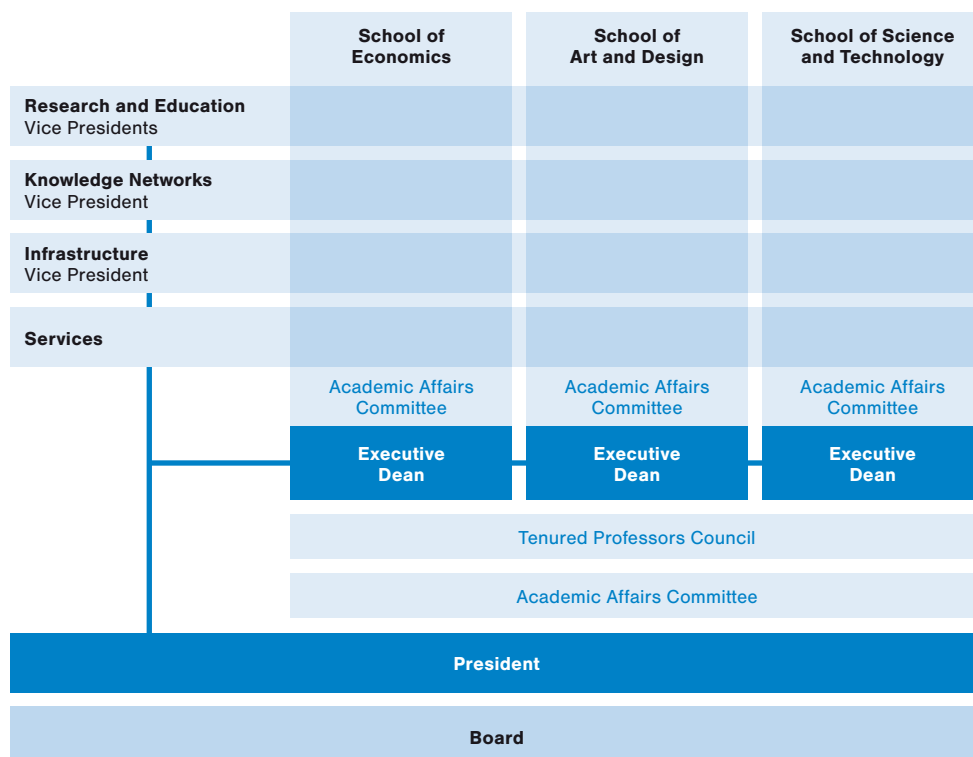 School of
Economics
School of
Art and Design
School of Science
and Technology
Research and Education
Vice Presidents
Knowledge Networks
Vice President
Infrastructure
Vice President
Services
Academic Affairs
Committee
Academic Affairs
Committee
Academic Affairs
Committee
Executive
Dean
Executive
Dean
Executive
Dean
Tenured Professors Council
Academic Affairs Committee
President
Board